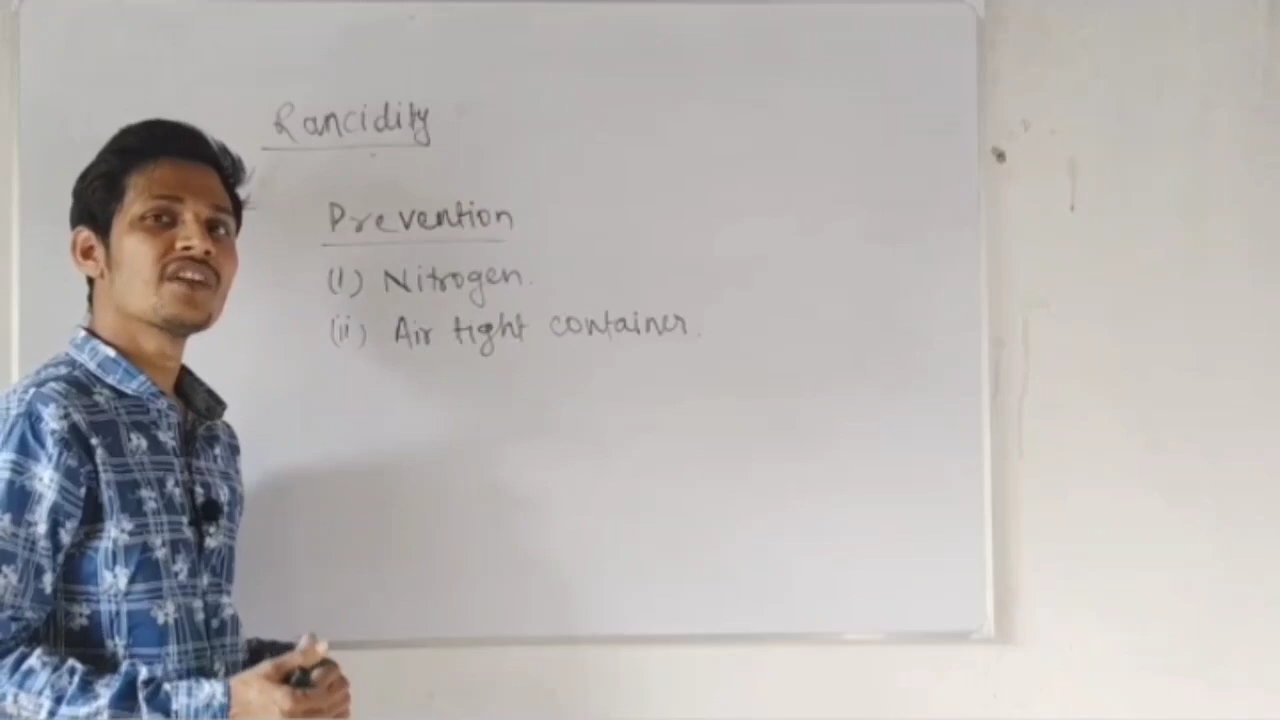 Rancidity
Prevention
(i) Nitrogen.
(ii) Air tight container.